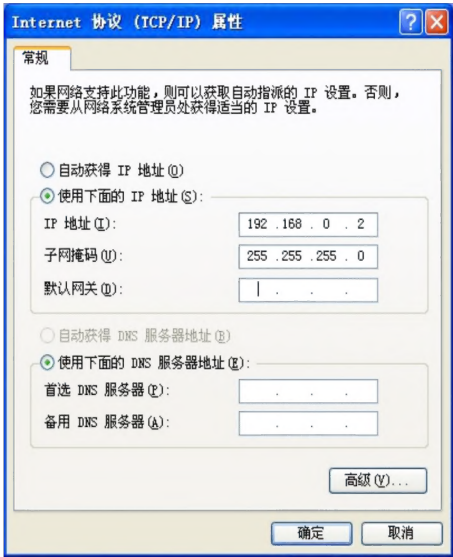 Internet 协议 (TCP/IP) 属性
常规
如果网络支持此功能，则可以获取自动指派的 IP 设置。否则，
您需要从网络系统管理员处获得适当的 IP 设置。
自动获得 IP 地址(O)
使用下面的 IP 地址(S):
IP 地址(I): 192 .168 . 0 . 2
子网掩码(U): 255 .255 .255 . 0
默认网关(D): . . .
自动获得 DNS 服务器地址(B)
使用下面的 DNS 服务器地址(E):
首选 DNS 服务器(P): . . .
备用 DNS 服务器(A): . . .
高级(V)...
确定 取消